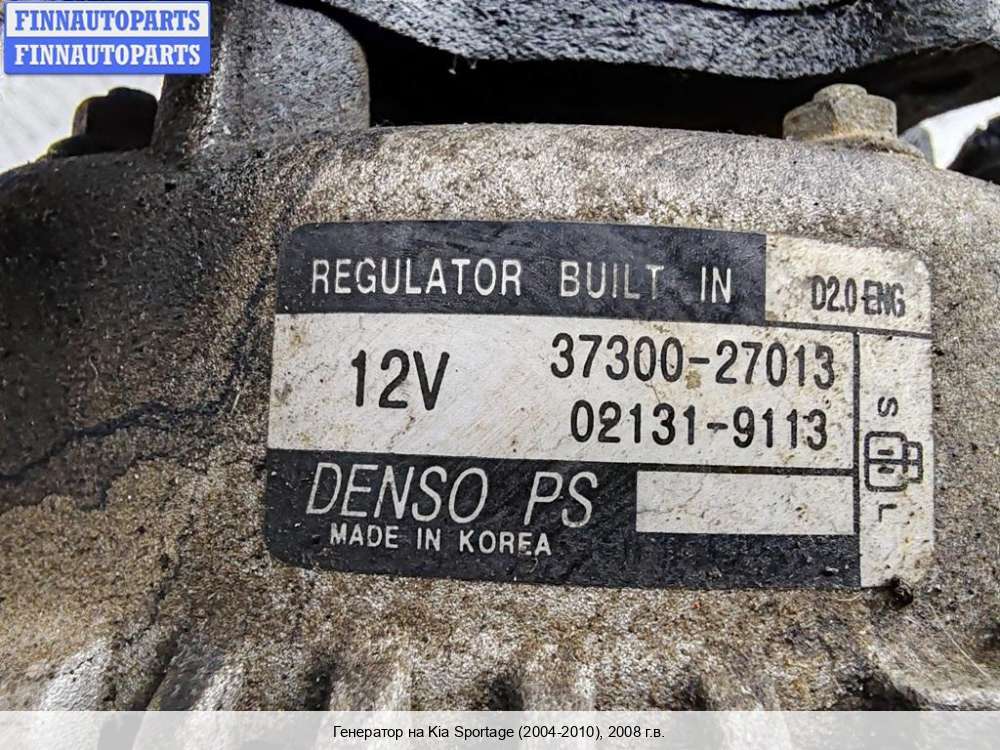 FINNAUTOPARTS
FINNAUTOPARTS
REGULATOR BUILT IN
D2.0 ENG
12V
37300-27013
02131-9113
S
L
DENSO PS
MADE IN KOREA
Генератор на Kia Sportage (2004-2010), 2008 г.в.